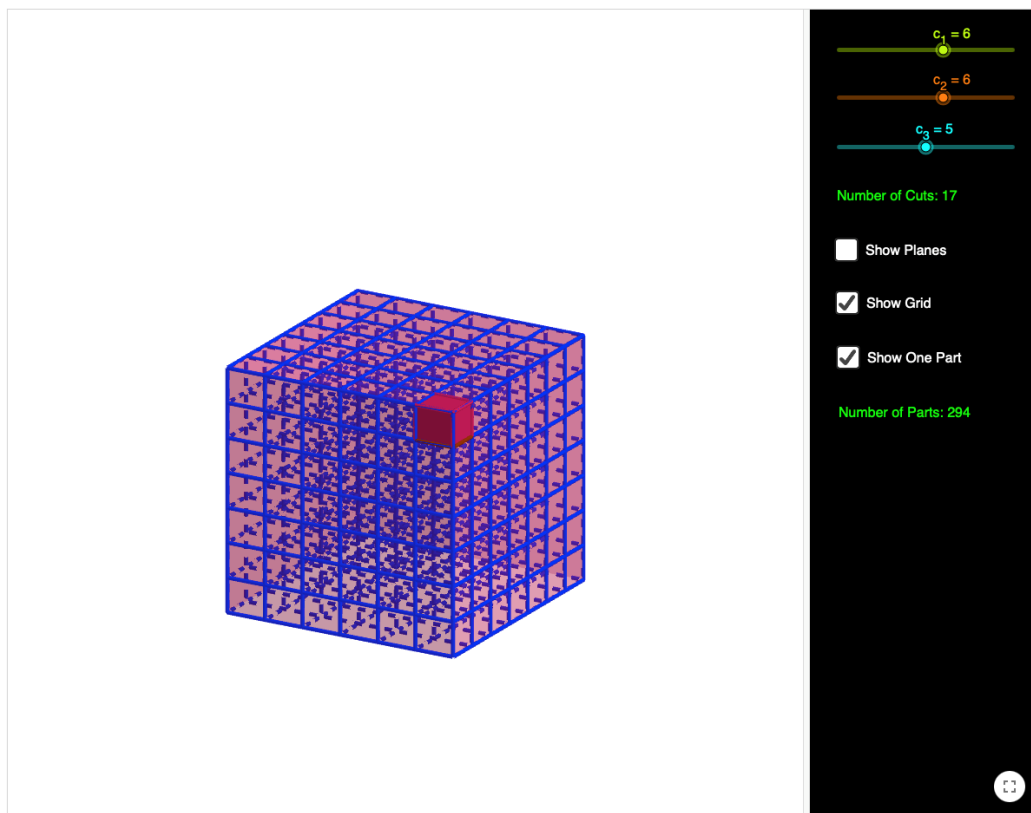 c1 = 6
c2 = 6
c3 = 5
Number of Cuts: 17
Show Planes
Show Grid
Show One Part
Number of Parts: 294